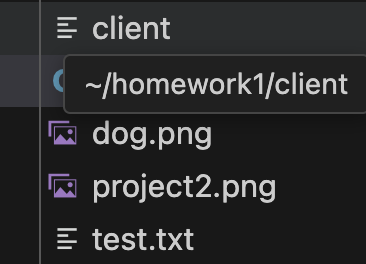 client
~/homework1/client
dog.png
project2.png
test.txt